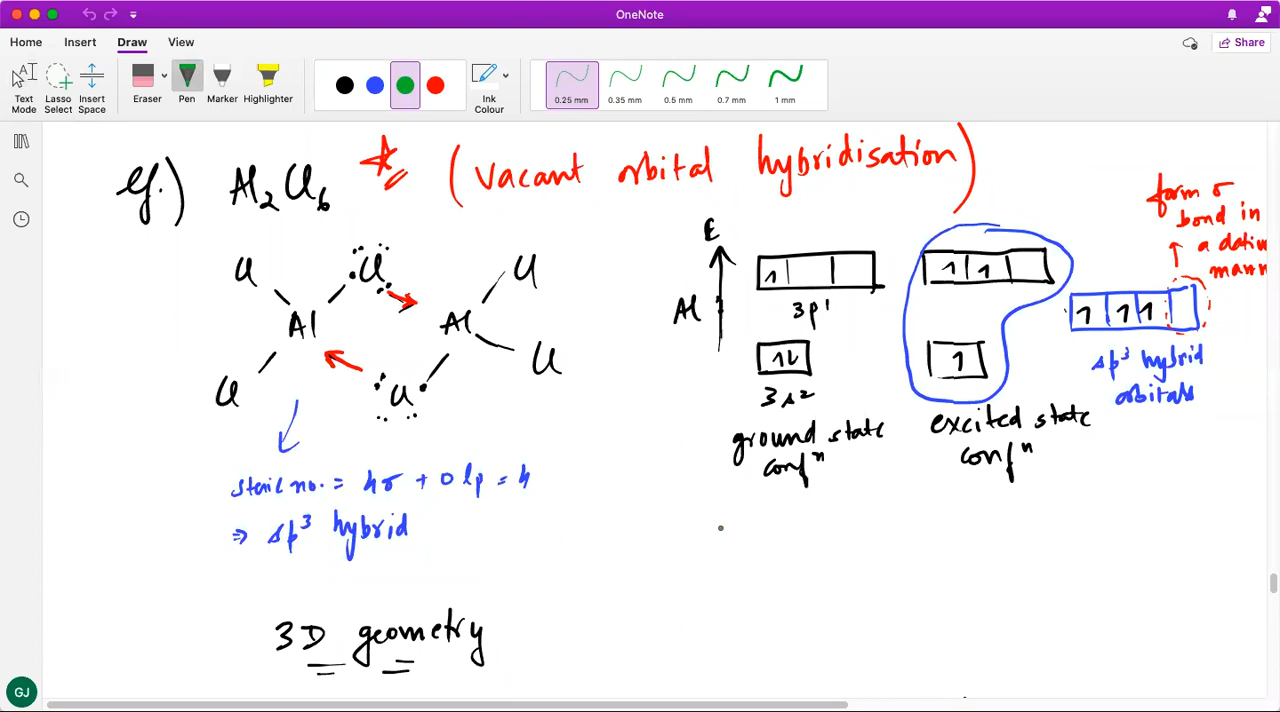 OneNote
Home Insert Draw View
Share
Text Mode
Lasso Select
Insert Space
Eraser
Pen
Marker
Highlighter
Ink Colour
0.25 mm
0.35 mm
0.5 mm
0.7 mm
1 mm
eg.) Al2Cl6 (vacant orbital hybridisation)
form σ
bond in
a dativ
mann
E
Cl Cl Cl
Al Al
Cl Cl Cl
Al
3p1
3s2
ground state
confn
excited state
confn
sp3 hybrid
orbitals
steric no. = 4σ + 0 lp = 4
⇒ sp3 hybrid
3D geometry
GJ